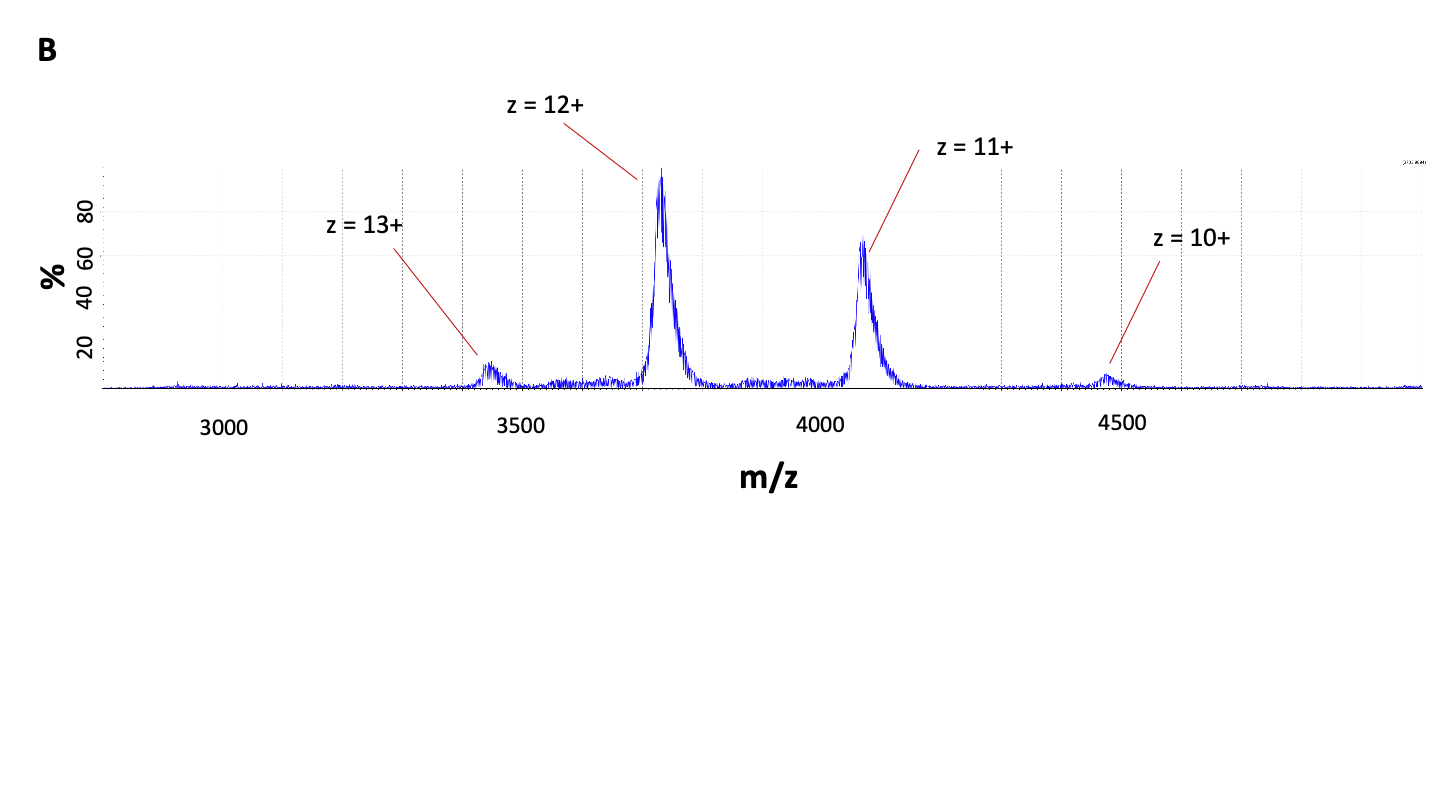 B
z = 12+
z = 11+
z = 13+
z = 10+
%
80
60
40
20
3000
3500
4000
4500
m/z